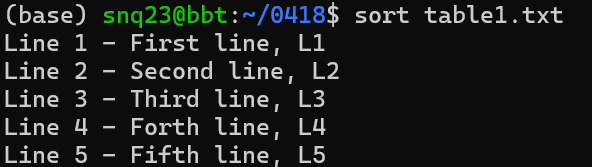 (base) snq23@bbt:~/0418$ sort table1.txt
Line 1 - First line, L1
Line 2 - Second line, L2
Line 3 - Third line, L3
Line 4 - Forth line, L4
Line 5 - Fifth line, L5